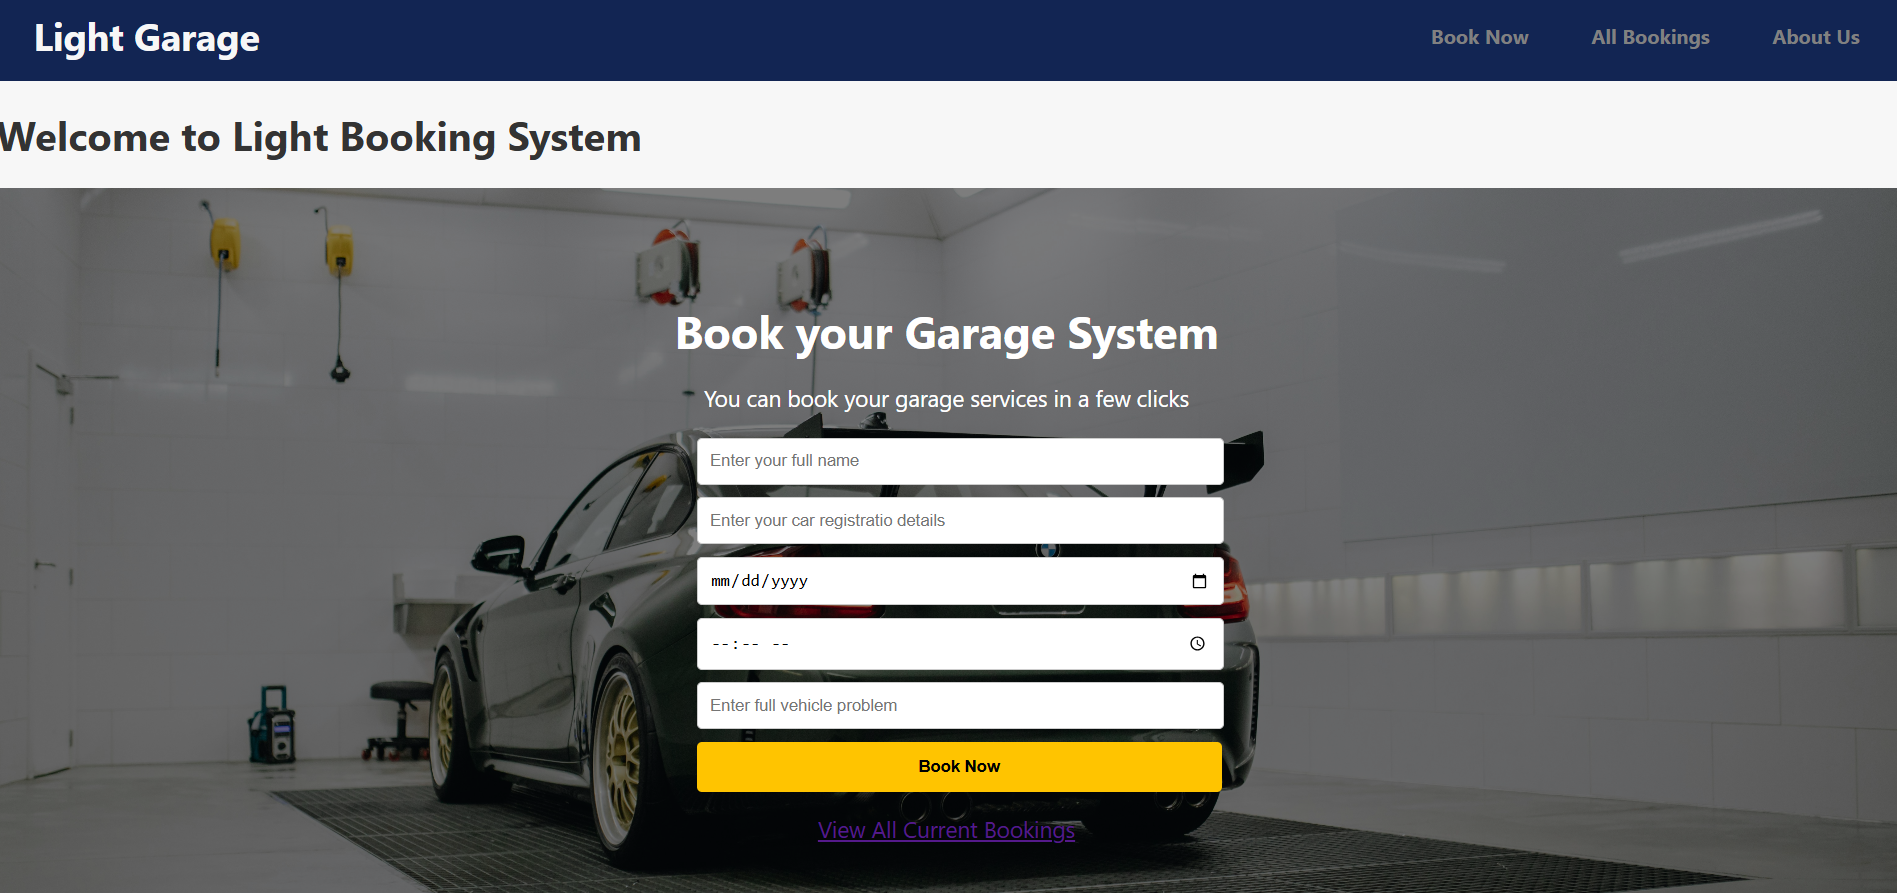 Light Garage
Book Now
All Bookings
About Us
Welcome to Light Booking System
Book your Garage System
You can book your garage services in a few clicks
Enter your full name
Enter your car registratio details
mm/dd/yyyy
--:-- --
Enter full vehicle problem
Book Now
View All Current Bookings